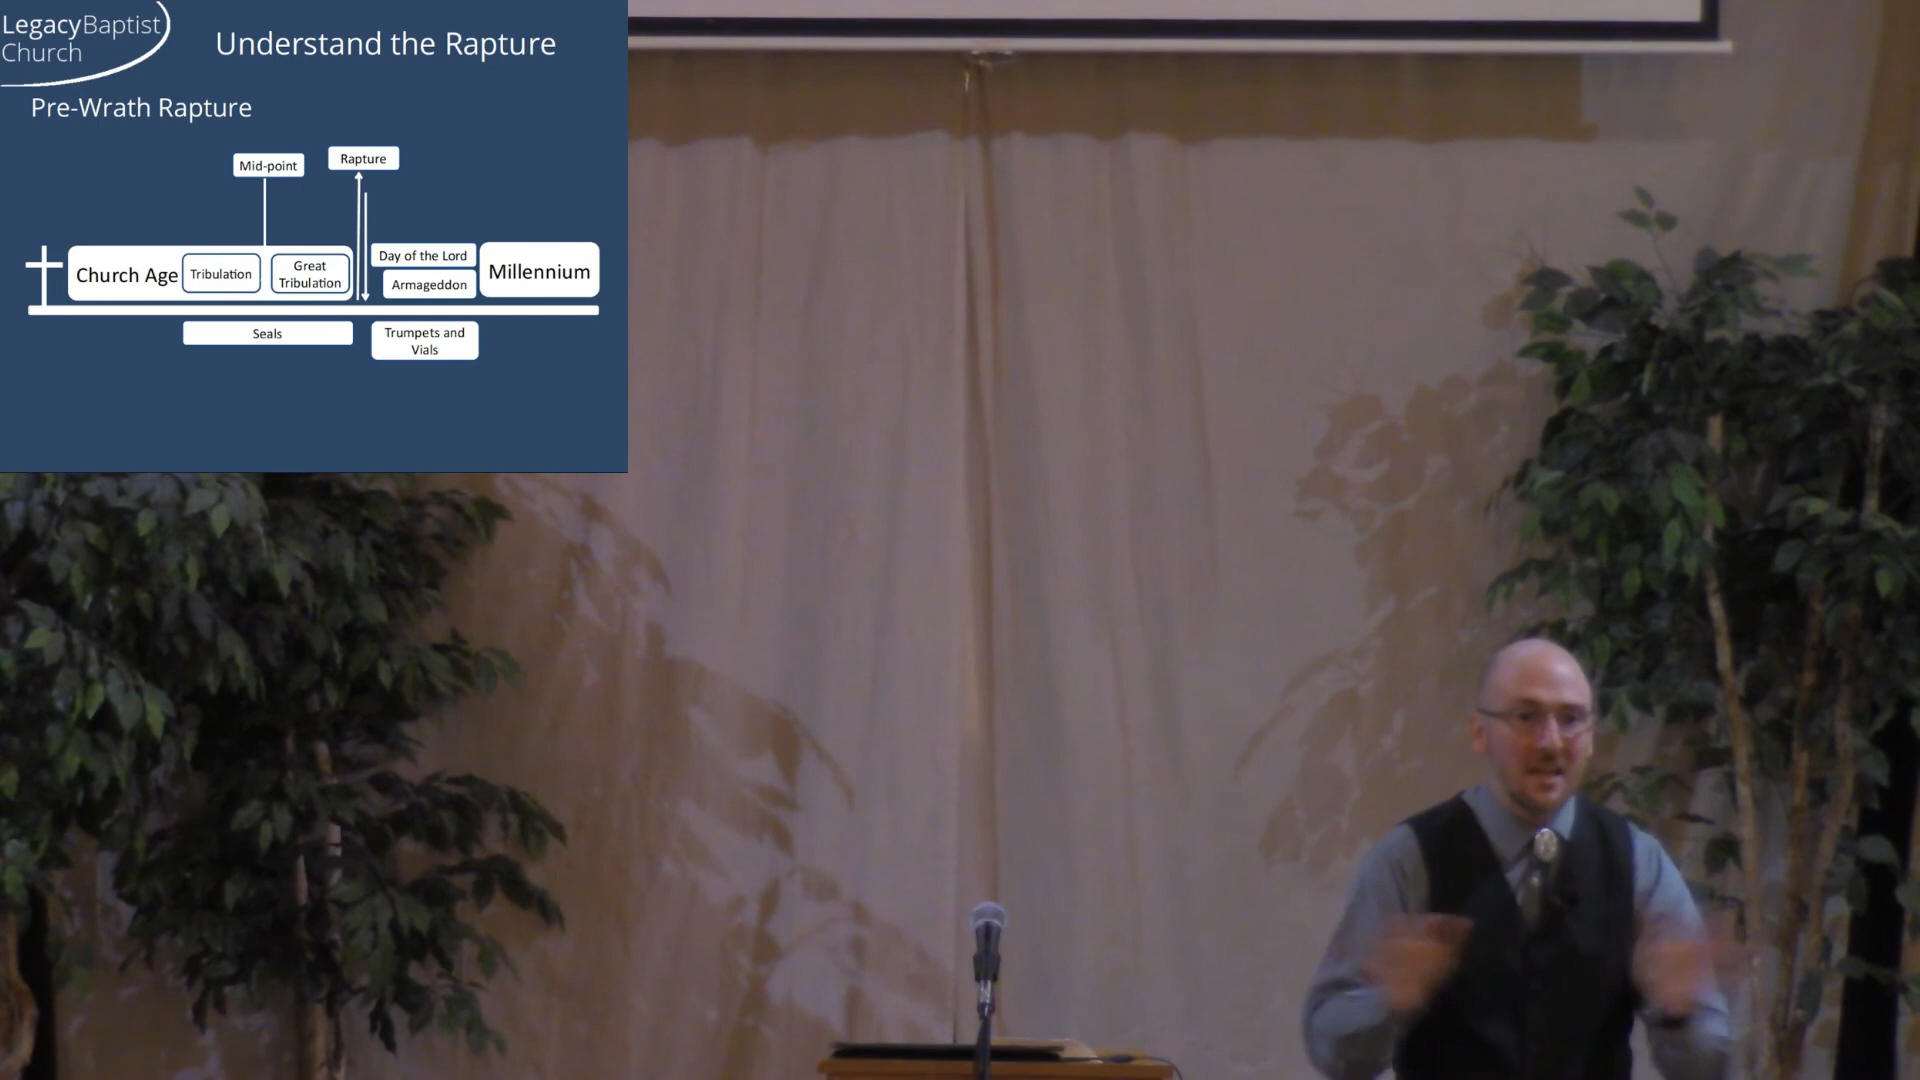 LegacyBaptist
Church
Understand the Rapture
Pre-Wrath Rapture
Mid-point
Rapture
Church Age
Tribulation
Great
Tribulation
Day of the Lord
Armageddon
Millennium
Seals
Trumpets and
Vials